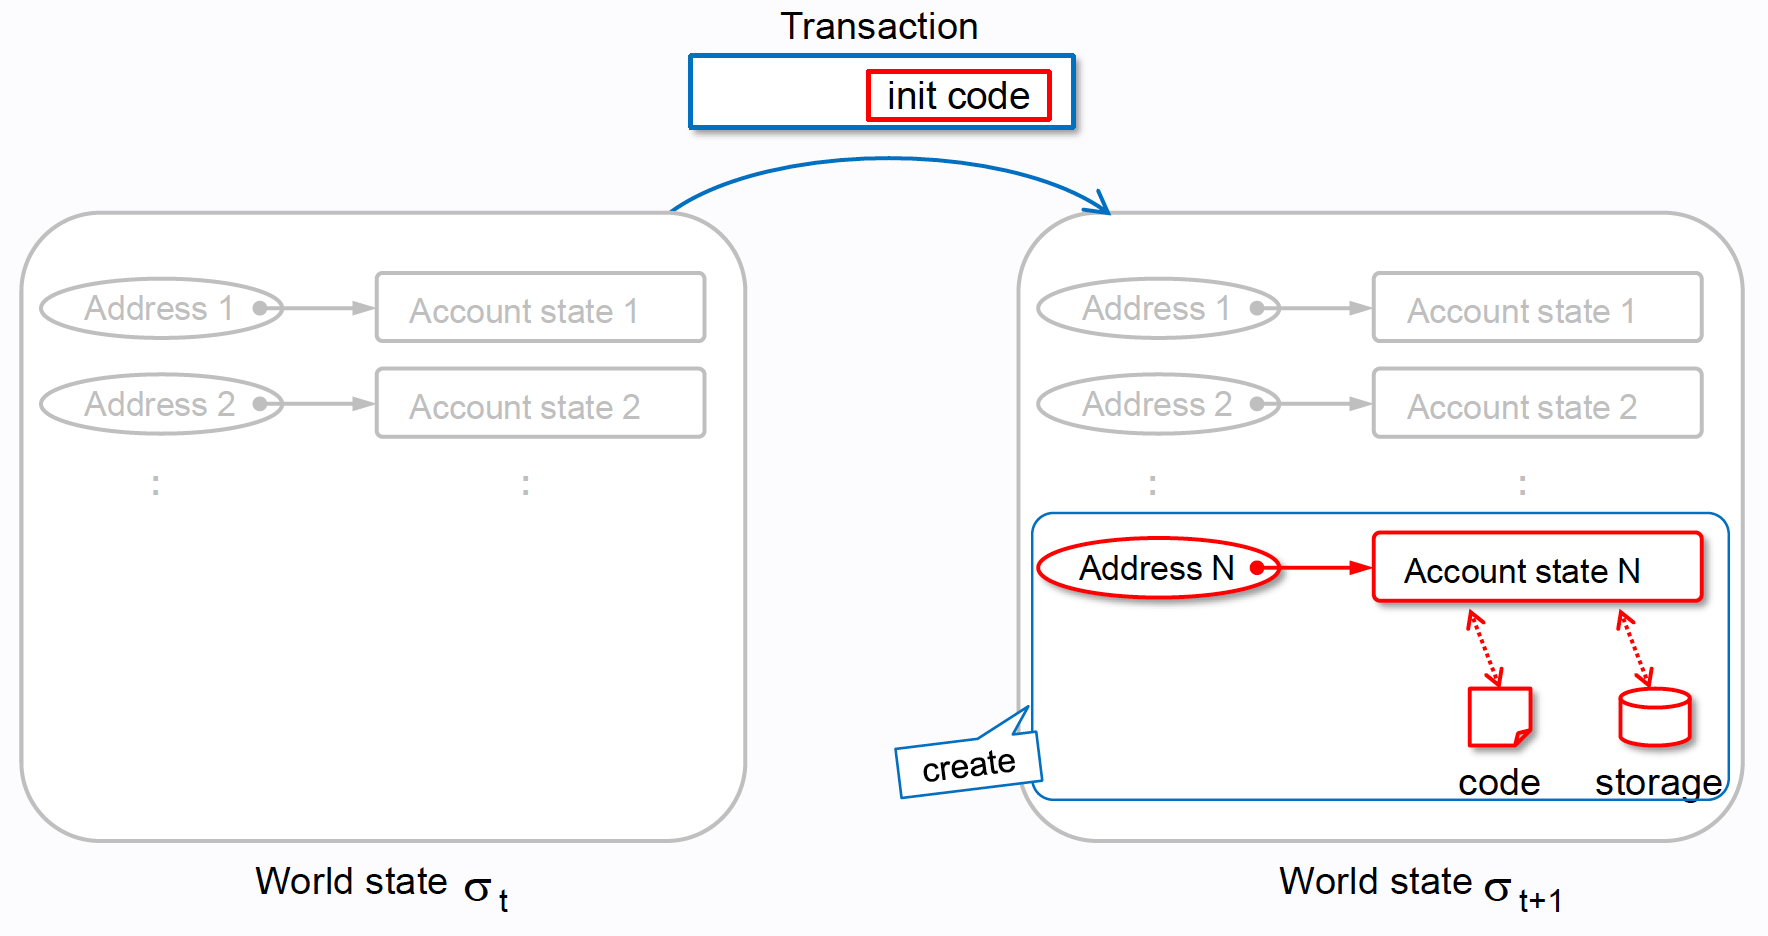 Transaction
init code
Address 1
Account state 1
Address 2
Account state 2
:
:
World state σ t
Address 1
Account state 1
Address 2
Account state 2
:
:
Address N
Account state N
create
code
storage
World state σ t+1